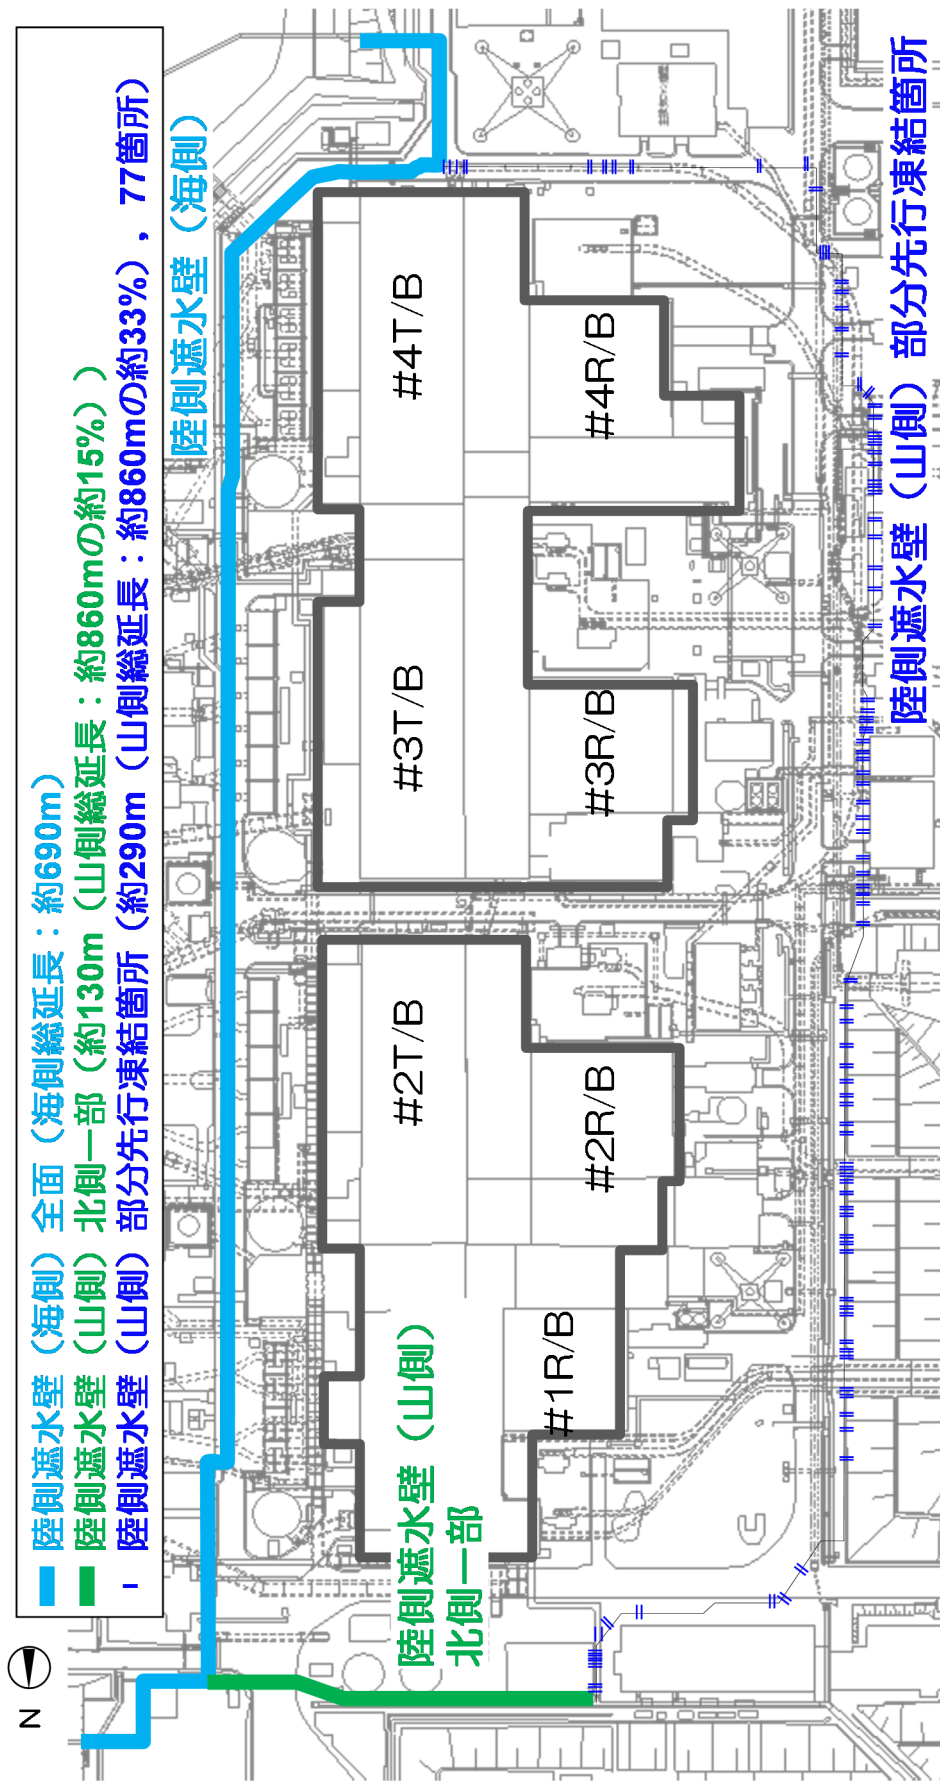 N
陸側遮水壁（海側）全面（海側総延長：約690m）
陸側遮水壁（山側）北側一部（約130m（山側総延長：約860mの約15%））
陸側遮水壁（山側）部分先行凍結箇所（約290m（山側総延長：約860mの約33%），77箇所）
陸側遮水壁（海側）
#2T/B
#3T/B
#4T/B
陸側遮水壁（山側）
北側一部
#1R/B
#2R/B
#3R/B
#4R/B
陸側遮水壁（山側）部分先行凍結箇所